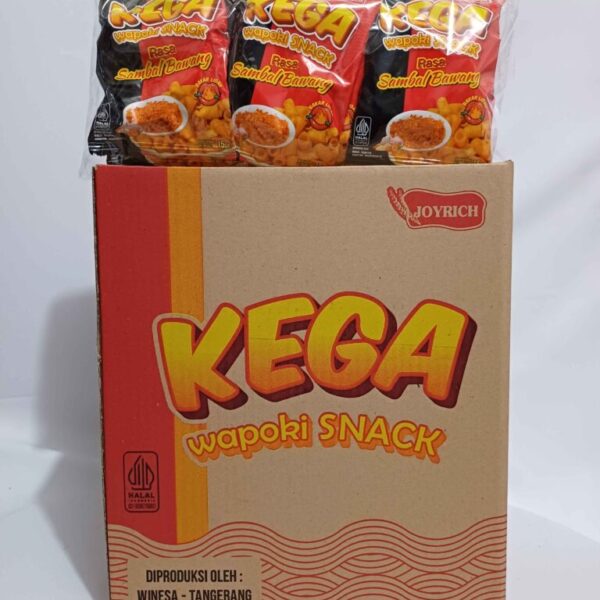 KEGA
wapoki SNACK
Rasa
Sambal Bawang
KEGA
wapoki SNACK
Rasa
Sambal Bawang
KEGA
wapoki SNACK
Rasa
Sambal Bawang
JOYRICH
KEGA
wapoki SNACK
HALAL
INDONESIA
DIPRODUKSI OLEH :
WINESA - TANGERANG